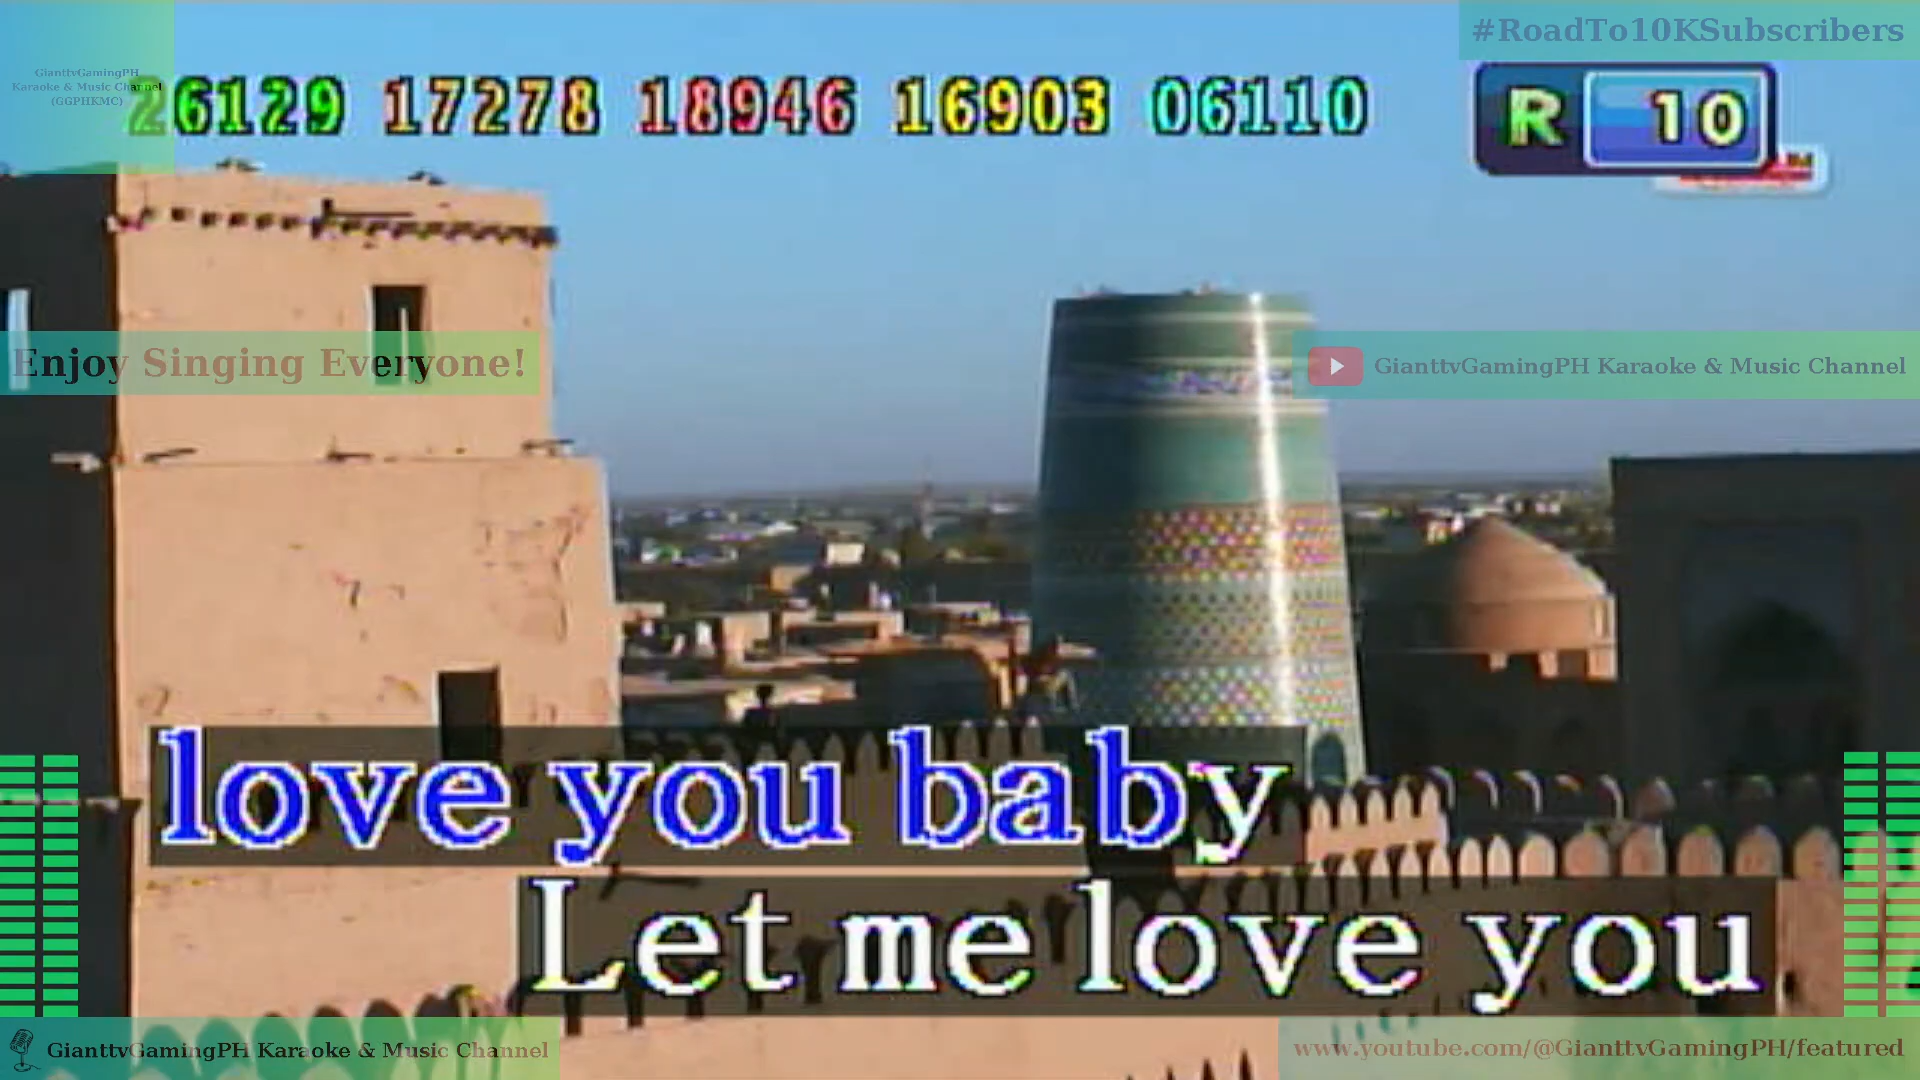 #RoadTo10KSubscribers
GianttvGamingPH
Karaoke & Music Channel
(GGPHKMC)
26129 17278 18946 16903 06110
R 10
Enjoy Singing Everyone!
GianttvGamingPH Karaoke & Music Channel
love you baby
Let me love you
GianttvGamingPH Karaoke & Music Channel
www.youtube.com/@GianttvGamingPH/featured